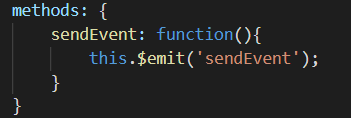 methods: {
    sendEvent: function(){
        this.$emit('sendEvent');
    }
}